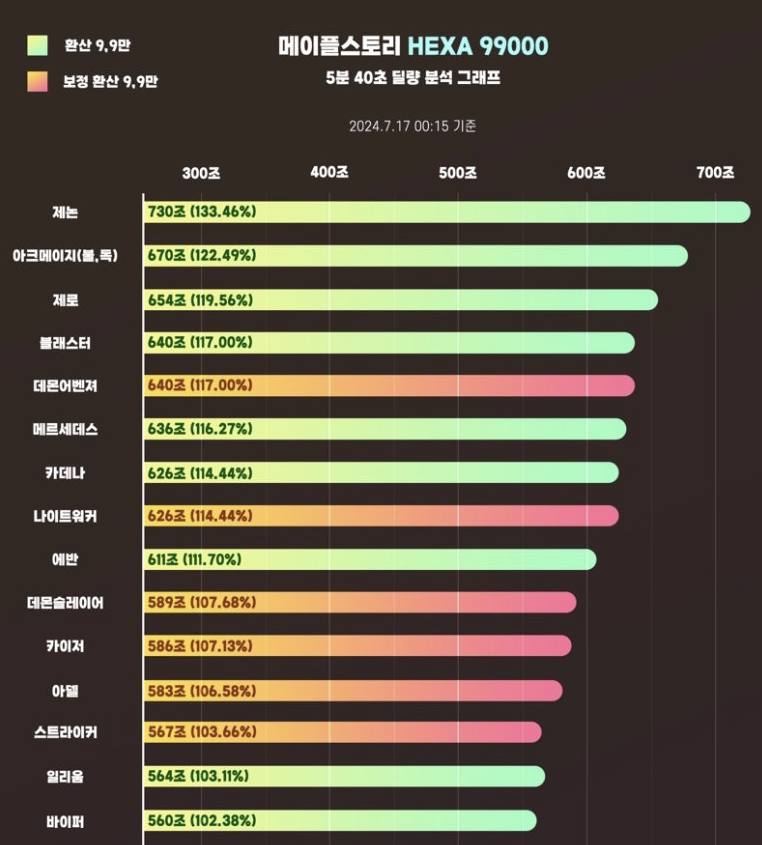 환산 9,9만
보정 환산 9,9만
메이플스토리 HEXA 99000
5분 40초 딜량 분석 그래프
2024.7.17 00:15 기준
300조 400조 500조 600조 700조
제논 730조 (133.46%)
아크메이지(불,독) 670조 (122.49%)
제로 654조 (119.56%)
블래스터 640조 (117.00%)
데몬어벤져 640조 (117.00%)
메르세데스 636조 (116.27%)
카데나 626조 (114.44%)
나이트워커 626조 (114.44%)
에반 611조 (111.70%)
데몬슬레이어 589조 (107.68%)
카이저 586조 (107.13%)
아델 583조 (106.58%)
스트라이커 567조 (103.66%)
일리움 564조 (103.11%)
바이퍼 560조 (102.38%)